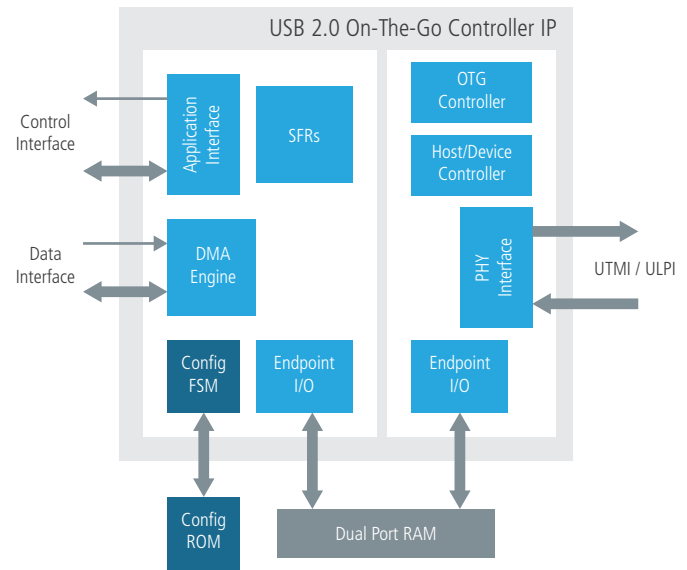 USB 2.0 On-The-Go Controller IP
Control
Interface
Application
Interface
SFRs
OTG
Controller
Host/Device
Controller
Data
Interface
DMA
Engine
PHY
Interface
UTMI / ULPI
Config
FSM
Endpoint
I/O
Endpoint
I/O
Config
ROM
Dual Port RAM